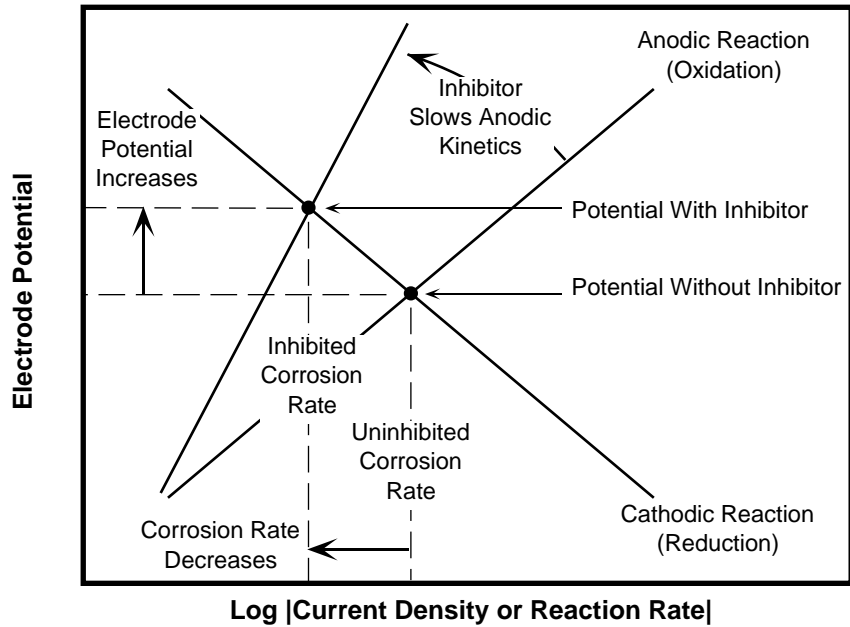 Anodic Reaction
(Oxidation)
Inhibitor
Slows Anodic
Kinetics
Electrode
Potential
Increases
Potential With Inhibitor
Potential Without Inhibitor
Electrode Potential
Inhibited
Corrosion
Rate
Uninhibited
Corrosion
Rate
Cathodic Reaction
(Reduction)
Corrosion Rate
Decreases
Log |Current Density or Reaction Rate|